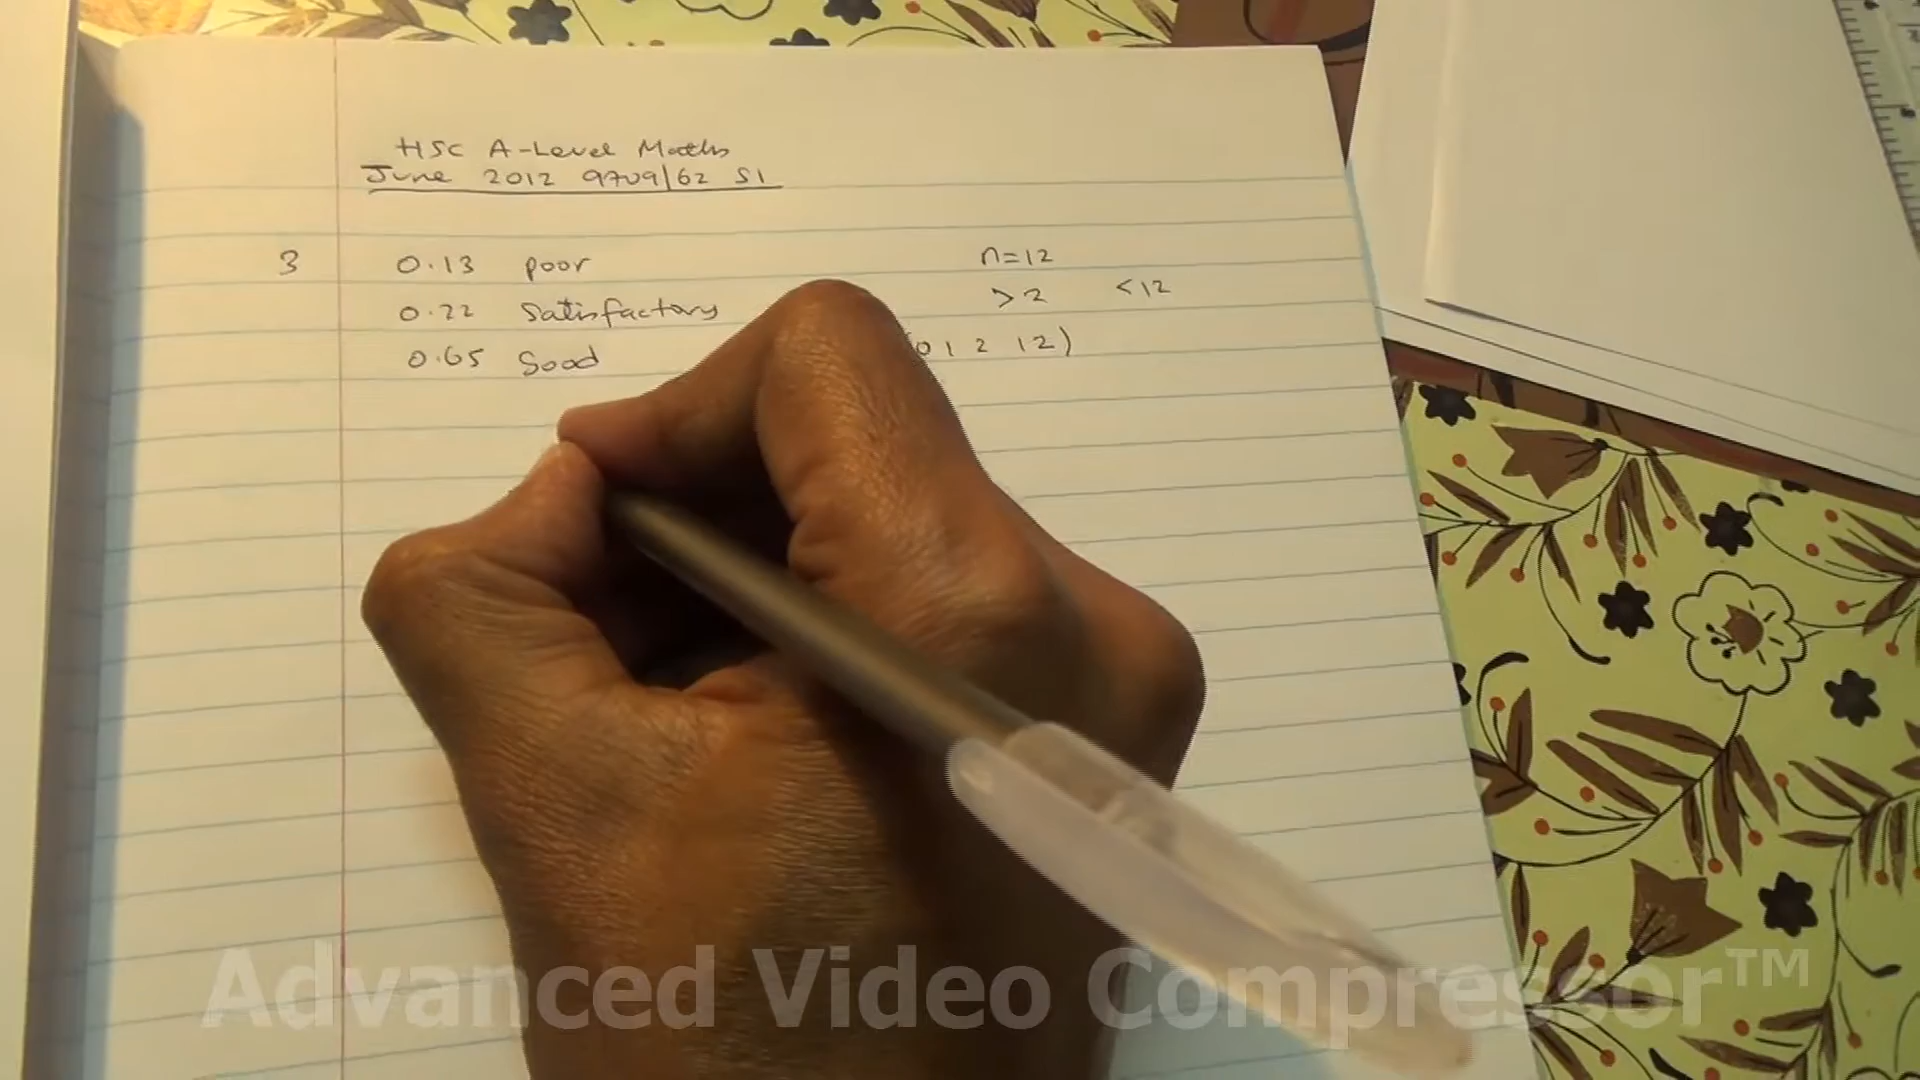 HSC A-Level Maths
June 2012 9709/62 S1
3 0.13 poor n=12
0.22 Satisfactory >2 <12
0.65 Good 0 1 2 12)
Advanced Video Compressor™